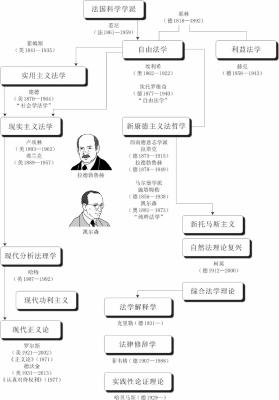 法国科学学派
惹尼
(法1861—1959)
耶林
(德1818—1892)
霍姆斯
(美1841—1935)
自由法学
利益法学
埃利希
(奥1862—1922)
坎托罗维奇
(德1877—1940)
“自由法学”
赫克
(德1858—1943)
实用主义法学
庞德
(美1870—1964)
“社会学法学”
现实主义法学
新康德主义法哲学
卢埃林
(美1893—1962)
弗兰克
(美1889—1957)
西南德意志学派
拉斯克
(德1875—1915)
拉德勃鲁赫
(德1878—1949)
拉德勃鲁赫
马尔堡学派
施塔姆勒
(德1856—1938)
凯尔森
(奥1881—1973)
“纯粹法学”
凯尔森
新托马斯主义
自然法理论复兴
现代分析法理学
哈特
(英1907—1992)
柯英
(德1912—2000)
综合法学理论
现代功利主义
法学解释学
克里勒(德1931—)
现代正义论
罗尔斯
(美1921—2002)
《正义论》(1971)
德沃金
(美1931—2013)
《认真对待权利》(1977)
法律修辞学
菲韦格(德1907—1988)
实践性论证理论
哈贝马斯(德1929—)